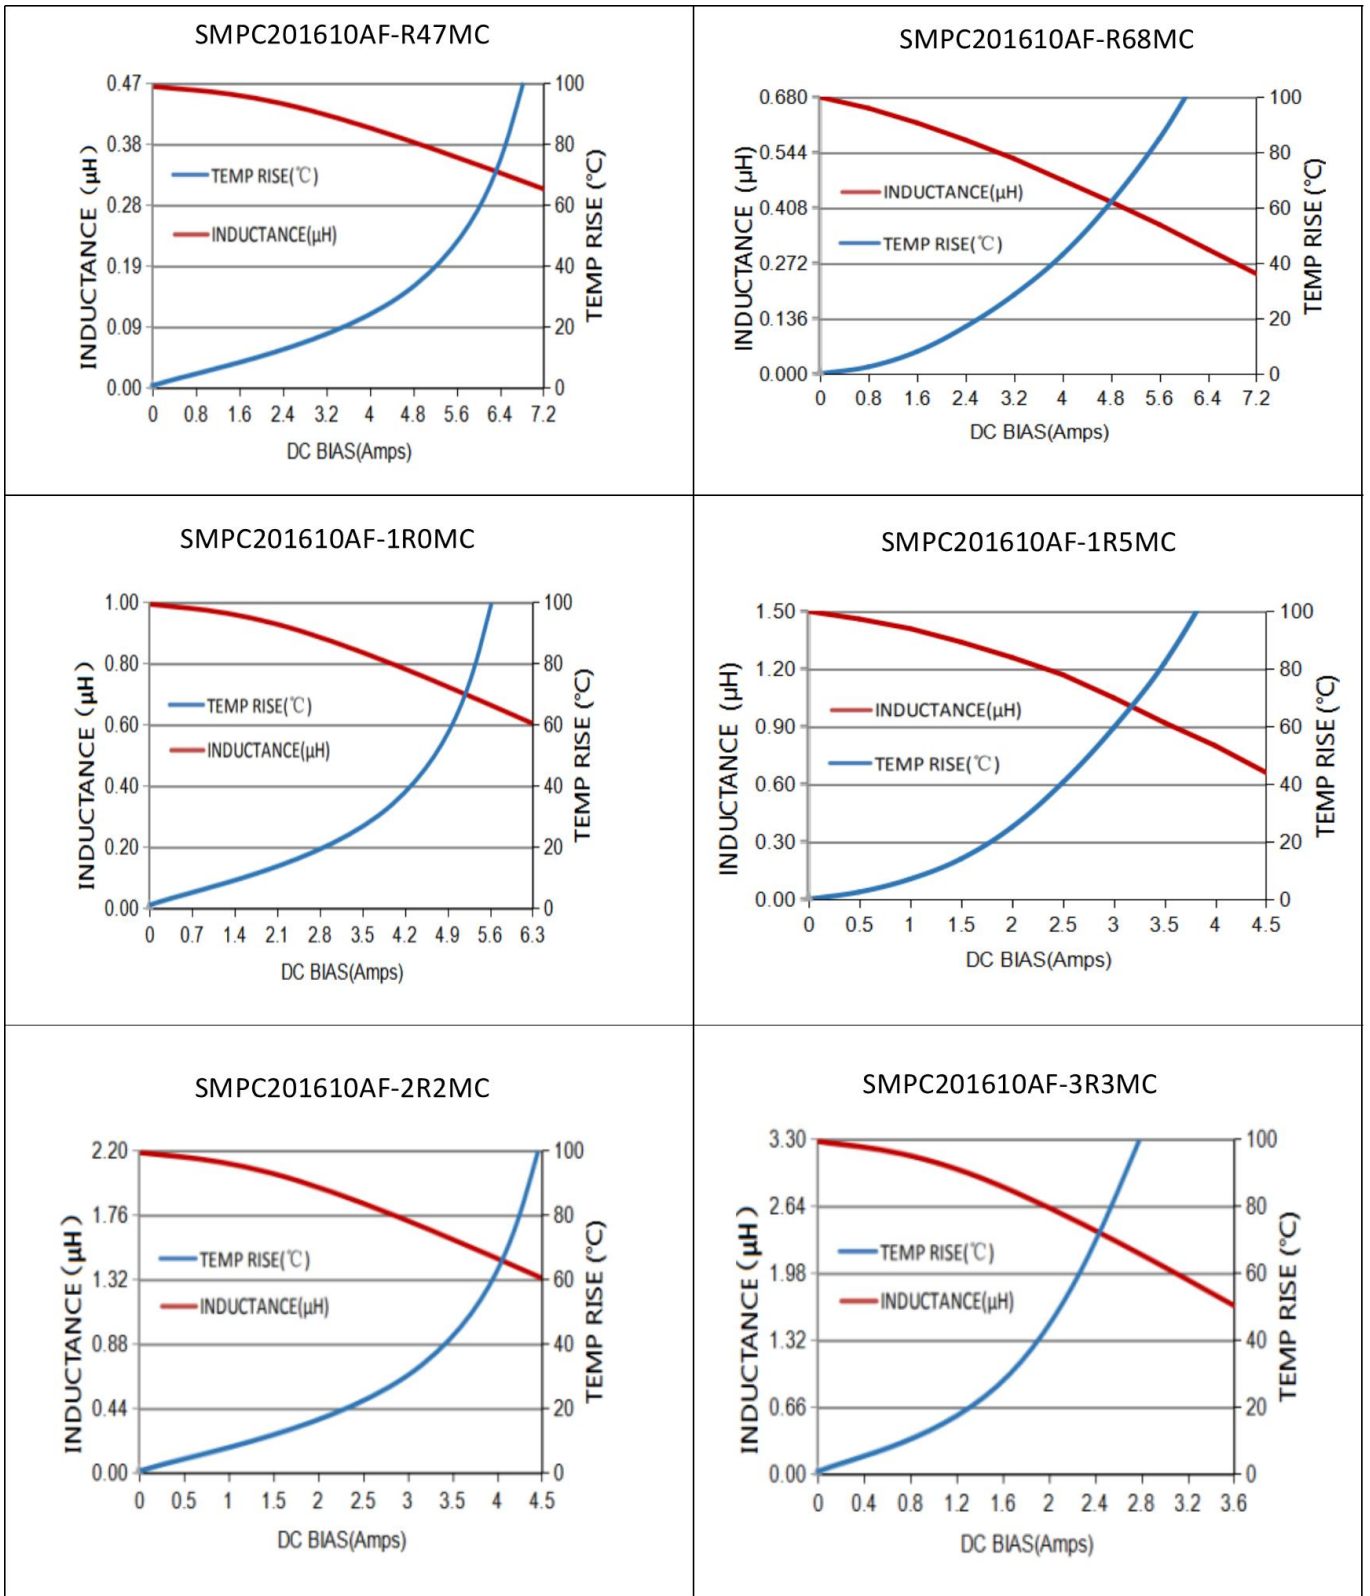 SMPC201610AF-R47MC
0.47
0.38
0.28
0.19
0.09
0.00
INDUCTANCE (μH)
TEMP RISE(℃)
INDUCTANCE(μH)
100
80
60
40
20
0
TEMP RISE (℃)
0 0.8 1.6 2.4 3.2 4 4.8 5.6 6.4 7.2
DC BIAS(Amps)
SMPC201610AF-R68MC
0.680
0.544
0.408
0.272
0.136
0.000
INDUCTANCE (μH)
INDUCTANCE(μH)
TEMP RISE(℃)
100
80
60
40
20
0
TEMP RISE (℃)
0 0.8 1.6 2.4 3.2 4 4.8 5.6 6.4 7.2
DC BIAS(Amps)
SMPC201610AF-1R0MC
1.00
0.80
0.60
0.40
0.20
0.00
INDUCTANCE (μH)
TEMP RISE(℃)
INDUCTANCE(μH)
100
80
60
40
20
0
TEMP RISE (℃)
0 0.7 1.4 2.1 2.8 3.5 4.2 4.9 5.6 6.3
DC BIAS(Amps)
SMPC201610AF-1R5MC
1.50
1.20
0.90
0.60
0.30
0.00
INDUCTANCE (μH)
INDUCTANCE(μH)
TEMP RISE(℃)
100
80
60
40
20
0
TEMP RISE (℃)
0 0.5 1 1.5 2 2.5 3 3.5 4 4.5
DC BIAS(Amps)
SMPC201610AF-2R2MC
2.20
1.76
1.32
0.88
0.44
0.00
INDUCTANCE (μH)
TEMP RISE(℃)
INDUCTANCE(μH)
100
80
60
40
20
0
TEMP RISE (℃)
0 0.5 1 1.5 2 2.5 3 3.5 4 4.5
DC BIAS(Amps)
SMPC201610AF-3R3MC
3.30
2.64
1.98
1.32
0.66
0.00
INDUCTANCE (μH)
TEMP RISE(℃)
INDUCTANCE(μH)
100
80
60
40
20
0
TEMP RISE (℃)
0 0.4 0.8 1.2 1.6 2 2.4 2.8 3.2 3.6
DC BIAS(Amps)